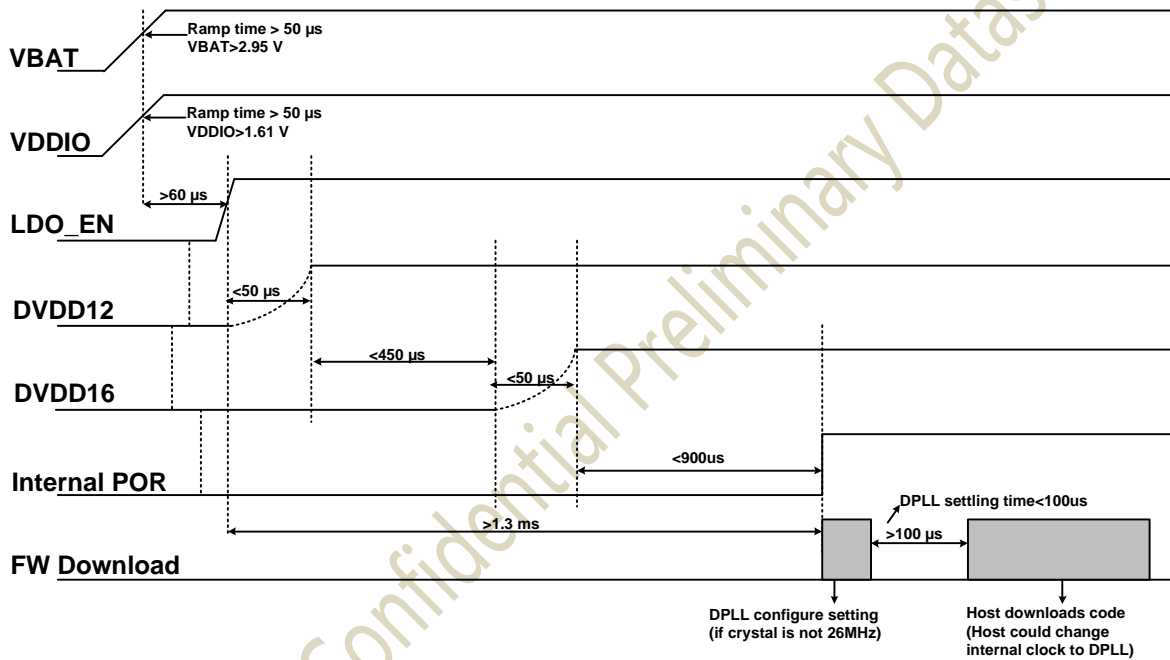 Ramp time > 50 µs
VBAT>2.95 V
VBAT
Ramp time > 50 µs
VDDIO>1.61 V
VDDIO
>60 µs
LDO_EN
<50 µs
DVDD12
<450 µs
<50 µs
DVDD16
<900us
Internal POR
DPLL settling time<100us
>1.3 ms
>100 µs
FW Download
DPLL configure setting
(if crystal is not 26MHz)
Host downloads code
(Host could change
internal clock to DPLL)
Confidential Preliminary Datas